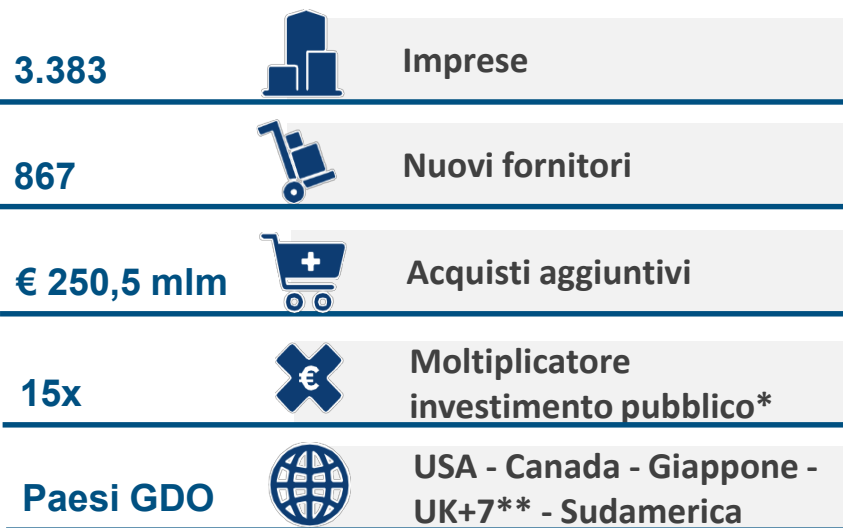 3.383
Imprese
867
Nuovi fornitori
€ 250,5 mlm
Acquisti aggiuntivi
15x
€
Moltiplicatore
investimento pubblico*
Paesi GDO
USA - Canada - Giappone -
UK+7** - Sudamerica